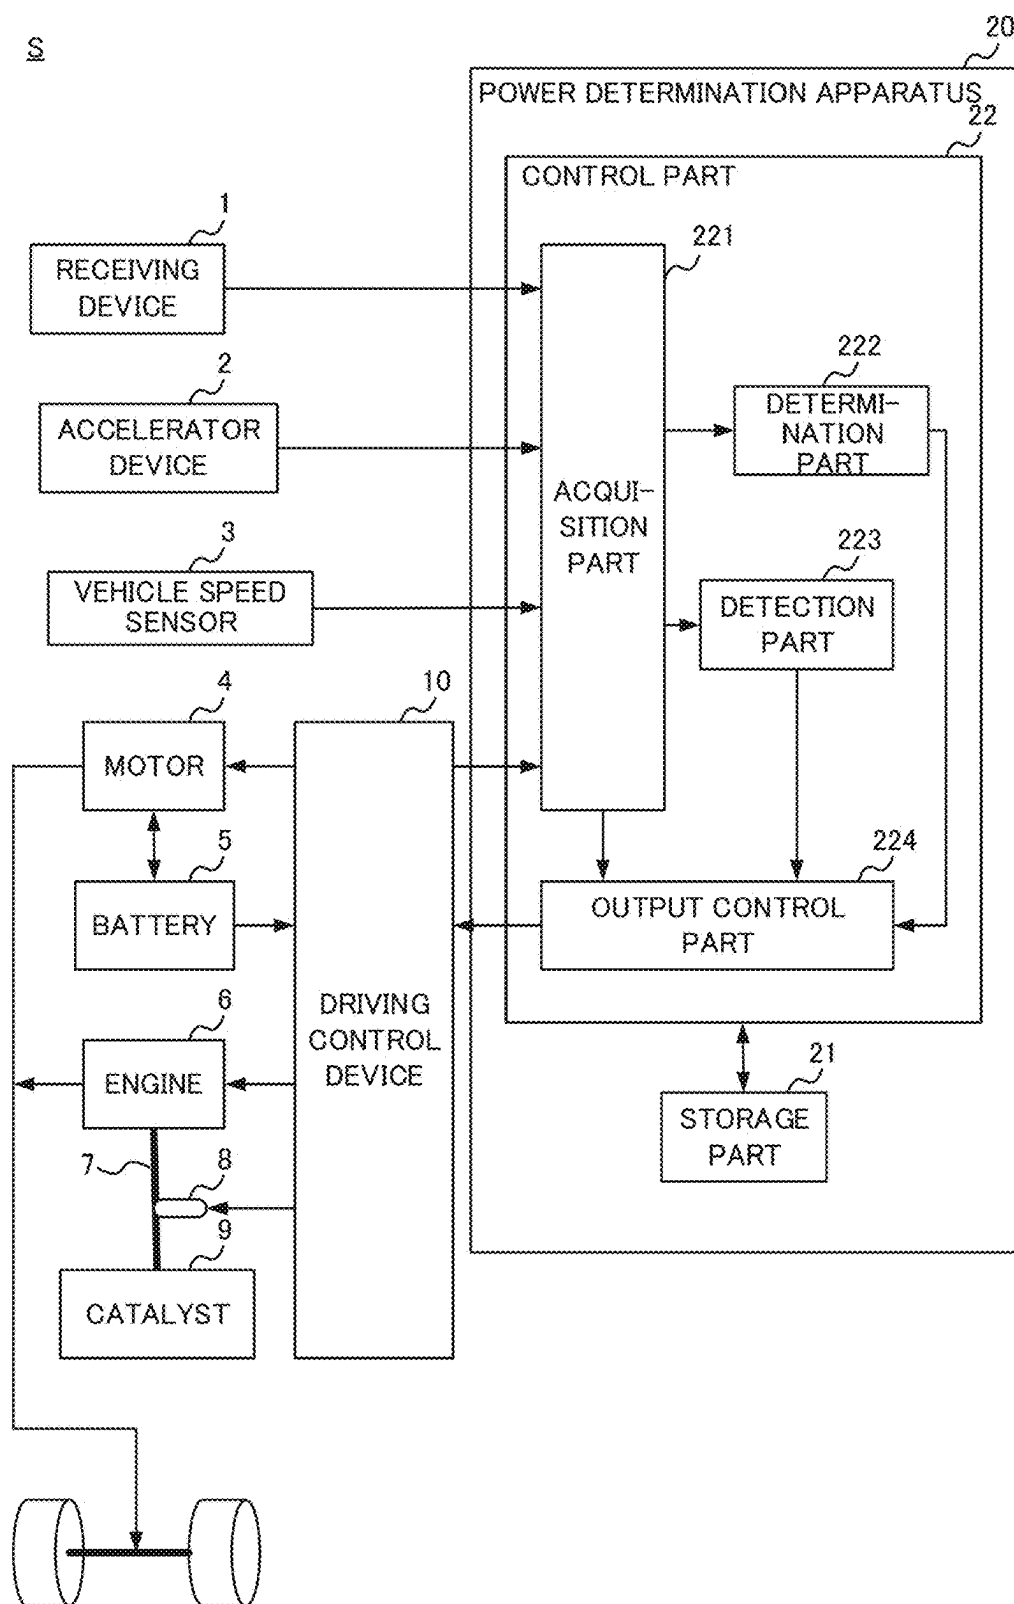 S
20
POWER DETERMINATION APPARATUS
22
CONTROL PART
1
RECEIVING
DEVICE
221
2
ACCELERATOR
DEVICE
222
DETERMI-
NATION
PART
ACQUI-
SITION
PART
3
VEHICLE SPEED
SENSOR
223
DETECTION
PART
4
MOTOR
10
5
BATTERY
224
OUTPUT CONTROL
PART
DRIVING
CONTROL
DEVICE
6
ENGINE
21
STORAGE
PART
7
8
9
CATALYST